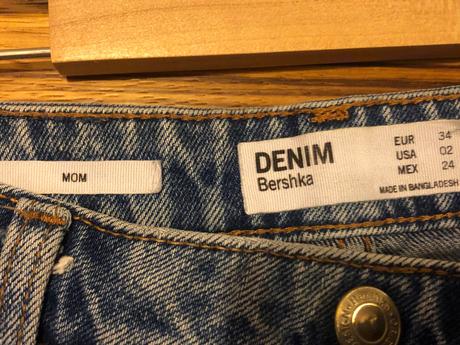 MOM
DENIM
Bershka
EUR 34
USA 02
MEX 24
MADE IN BANGLADESH